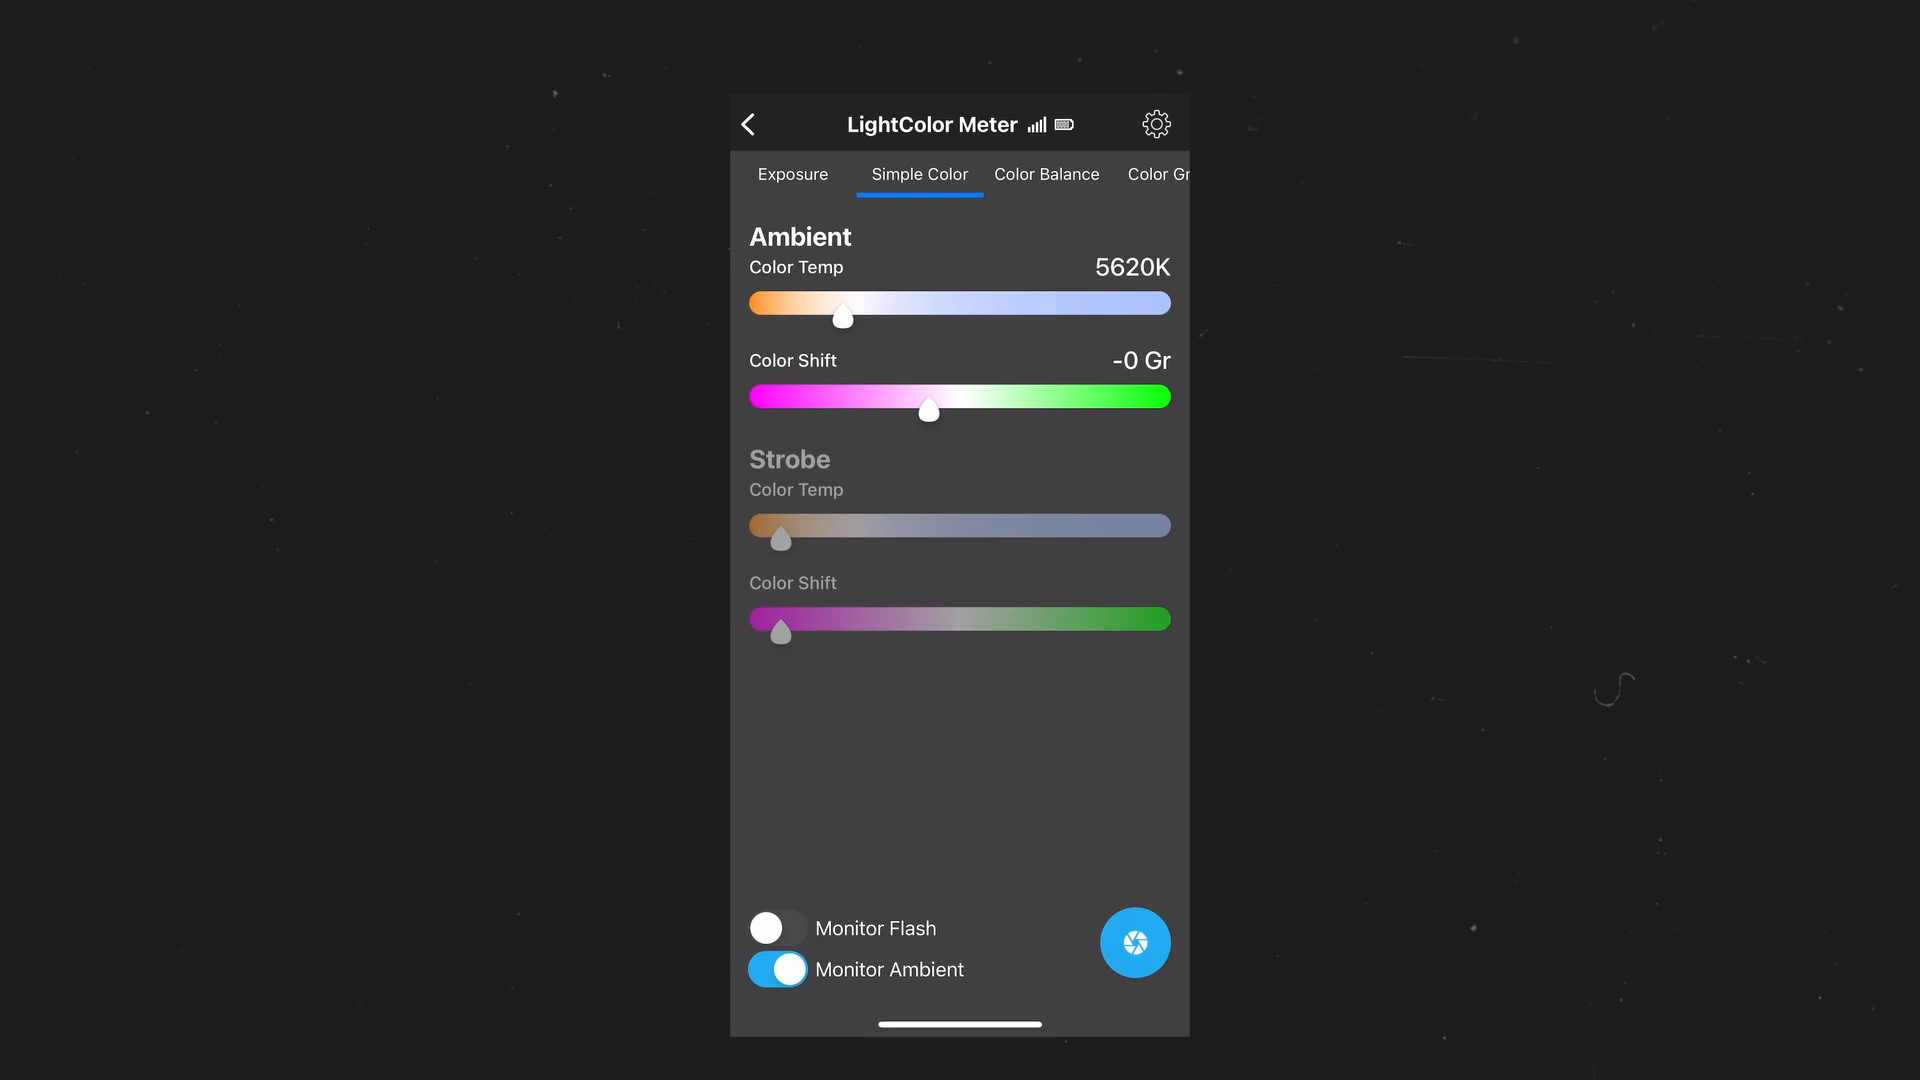 LightColor Meter
Exposure Simple Color Color Balance Color Gr
Ambient
Color Temp 5620K
Color Shift -0 Gr
Strobe
Color Temp
Color Shift
Monitor Flash
Monitor Ambient